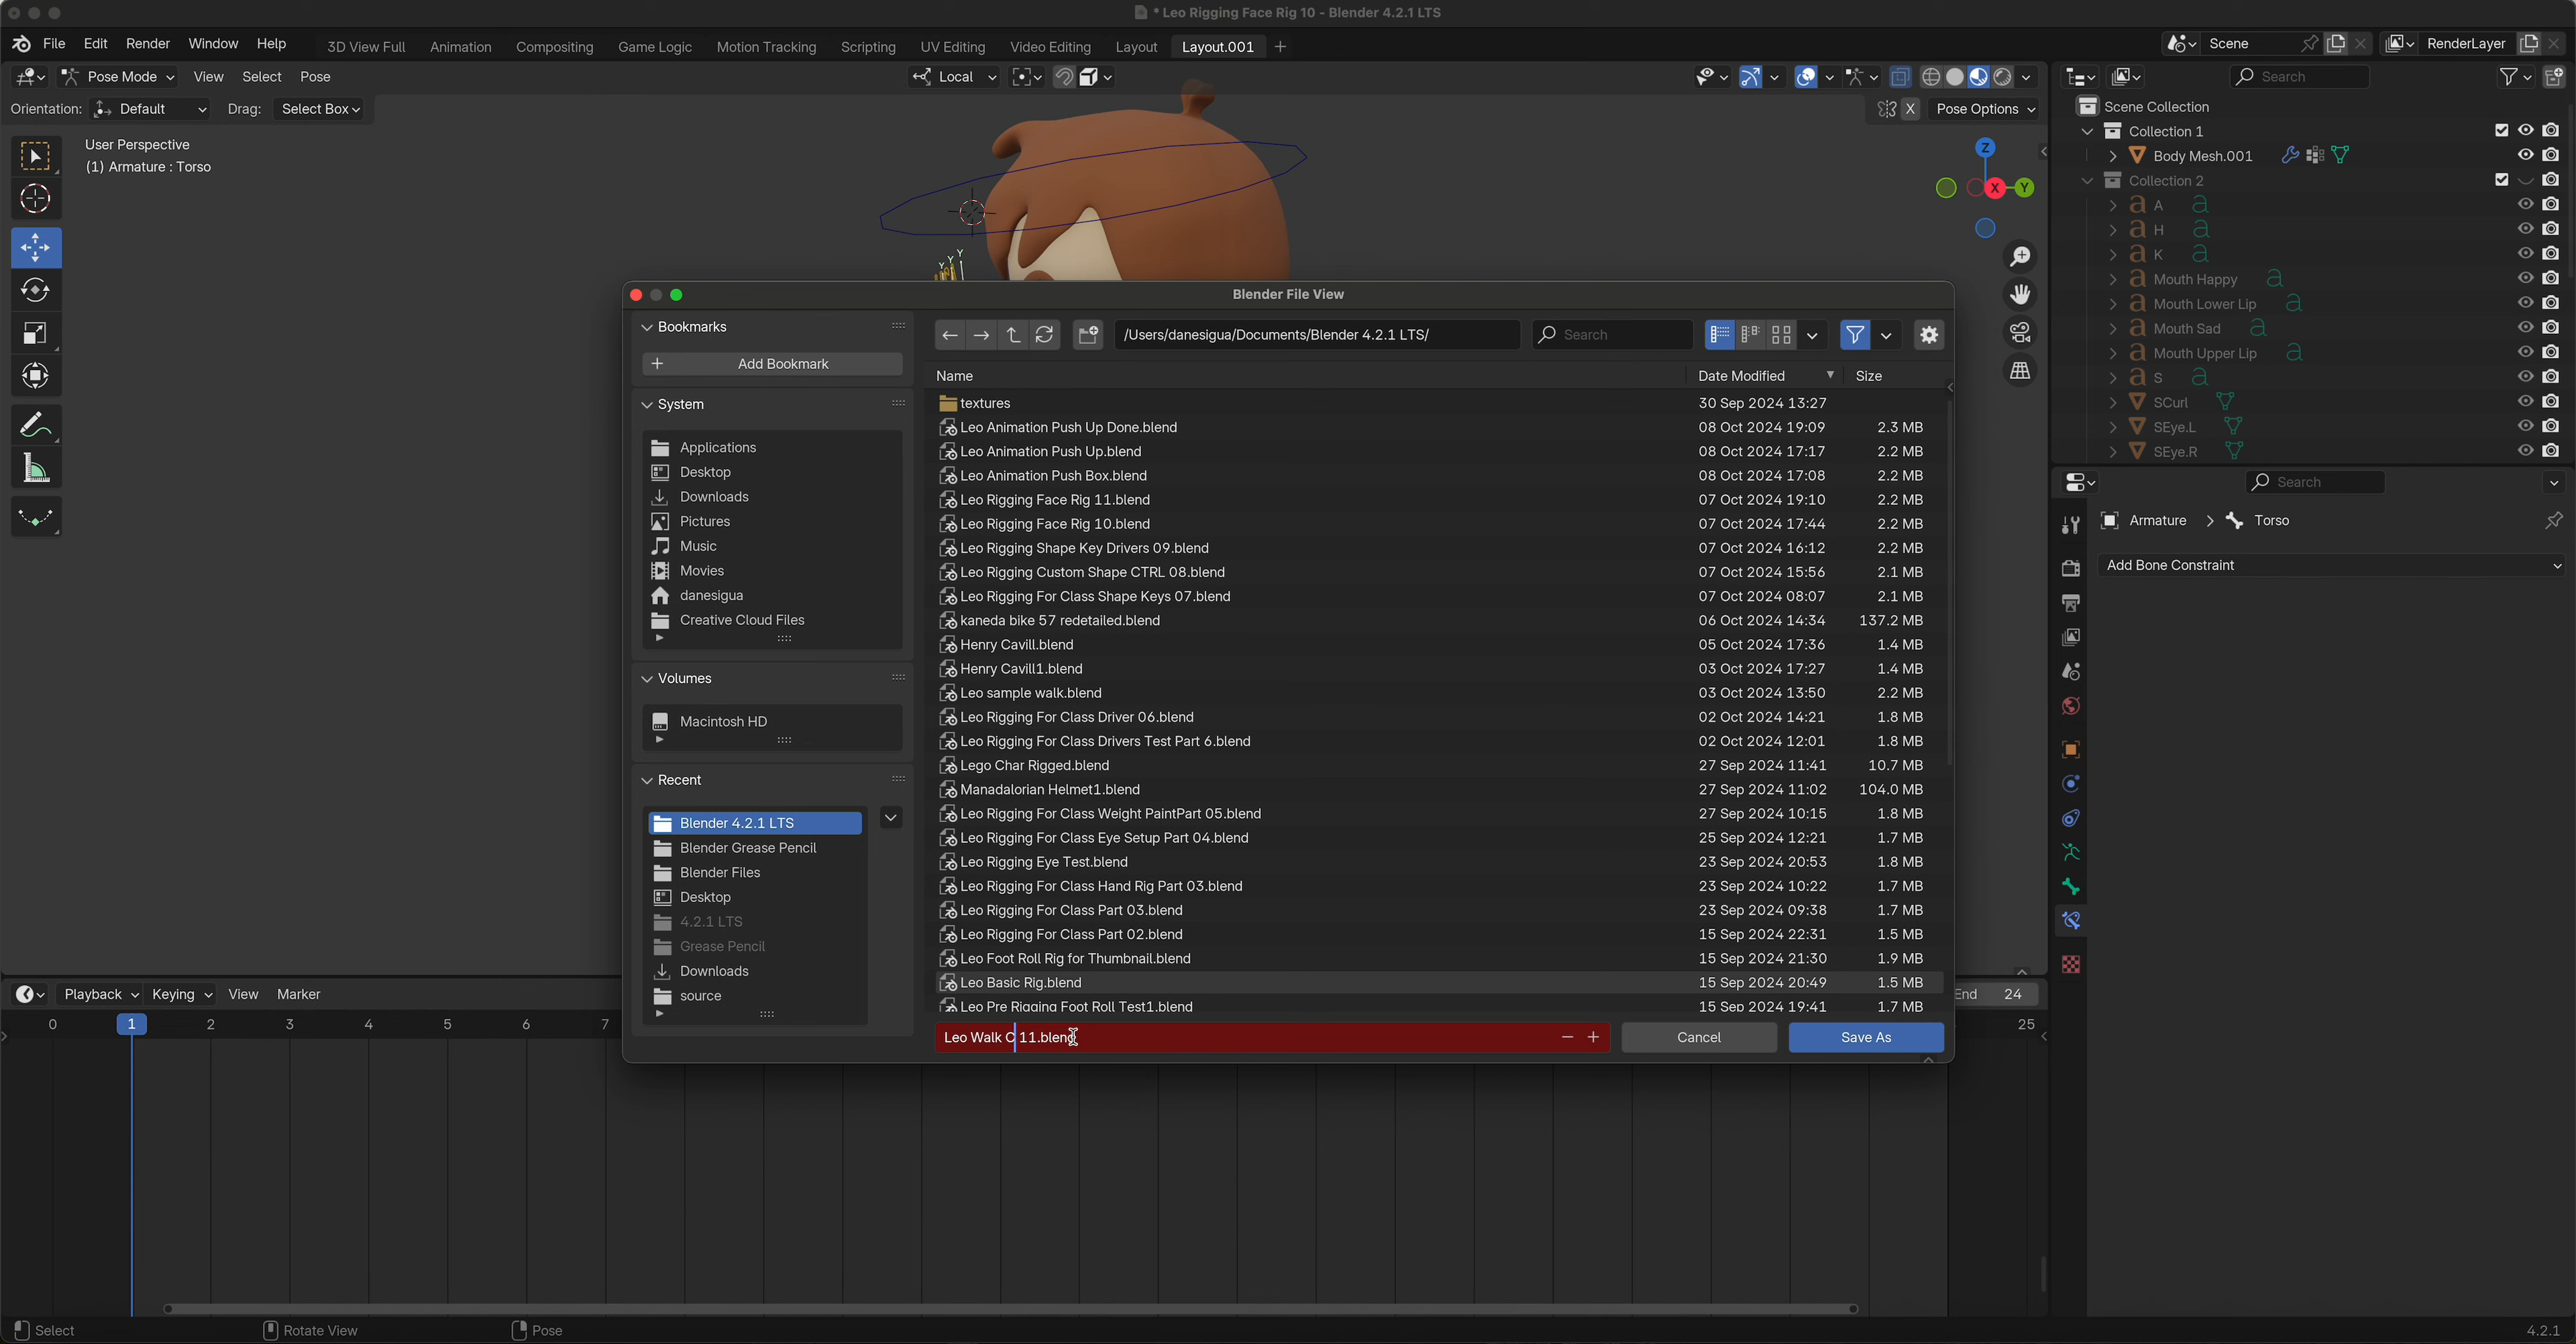 * Leo Rigging Face Rig 10 - Blender 4.2.1 LTS
File Edit Render Window Help 3D View Full Animation Compositing Game Logic Motion Tracking Scripting UV Editing Video Editing Layout Layout.001 + Scene RenderLayer
Pose Mode View Select Pose Local Search
Orientation: Default Drag: Select Box X Pose Options
User Perspective
(1) Armature : Torso
Z
X
Y
Y Y Y
Scene Collection
Collection 1
Body Mesh.001
Collection 2
A
H
K
Mouth Happy
Mouth Lower Lip
Mouth Sad
Mouth Upper Lip
S
SCurl
SEye.L
SEye.R
Search
Armature > Torso
Add Bone Constraint
Blender File View
Bookmarks
Add Bookmark
System
Applications
Desktop
Downloads
Pictures
Music
Movies
danesigua
Creative Cloud Files
Volumes
Macintosh HD
Recent
Blender 4.2.1 LTS
Blender Grease Pencil
Blender Files
Desktop
4.2.1 LTS
Grease Pencil
Downloads
source
/Users/danesigua/Documents/Blender 4.2.1 LTS/ Search
Name Date Modified Size
textures 30 Sep 2024 13:27
Leo Animation Push Up Done.blend 08 Oct 2024 19:09 2.3 MB
Leo Animation Push Up.blend 08 Oct 2024 17:17 2.2 MB
Leo Animation Push Box.blend 08 Oct 2024 17:08 2.2 MB
Leo Rigging Face Rig 11.blend 07 Oct 2024 19:10 2.2 MB
Leo Rigging Face Rig 10.blend 07 Oct 2024 17:44 2.2 MB
Leo Rigging Shape Key Drivers 09.blend 07 Oct 2024 16:12 2.2 MB
Leo Rigging Custom Shape CTRL 08.blend 07 Oct 2024 15:56 2.1 MB
Leo Rigging For Class Shape Keys 07.blend 07 Oct 2024 08:07 2.1 MB
kaneda bike 57 redetailed.blend 06 Oct 2024 14:34 137.2 MB
Henry Cavill.blend 05 Oct 2024 17:36 1.4 MB
Henry Cavill1.blend 03 Oct 2024 17:27 1.4 MB
Leo sample walk.blend 03 Oct 2024 13:50 2.2 MB
Leo Rigging For Class Driver 06.blend 02 Oct 2024 14:21 1.8 MB
Leo Rigging For Class Drivers Test Part 6.blend 02 Oct 2024 12:01 1.8 MB
Lego Char Rigged.blend 27 Sep 2024 11:41 10.7 MB
Manadalorian Helmet1.blend 27 Sep 2024 11:02 104.0 MB
Leo Rigging For Class Weight PaintPart 05.blend 27 Sep 2024 10:15 1.8 MB
Leo Rigging For Class Eye Setup Part 04.blend 25 Sep 2024 12:21 1.7 MB
Leo Rigging Eye Test.blend 23 Sep 2024 20:53 1.8 MB
Leo Rigging For Class Hand Rig Part 03.blend 23 Sep 2024 10:22 1.7 MB
Leo Rigging For Class Part 03.blend 23 Sep 2024 09:38 1.7 MB
Leo Rigging For Class Part 02.blend 15 Sep 2024 22:31 1.5 MB
Leo Foot Roll Rig for Thumbnail.blend 15 Sep 2024 21:30 1.9 MB
Leo Basic Rig.blend 15 Sep 2024 20:49 1.5 MB
Leo Pre Rigging Foot Roll Test1.blend 15 Sep 2024 19:41 1.7 MB
Leo Walk C 11.blend Cancel Save As
Playback Keying View Marker End 24
0 1 2 3 4 5 6 7 25
Select Rotate View Pose 4.2.1